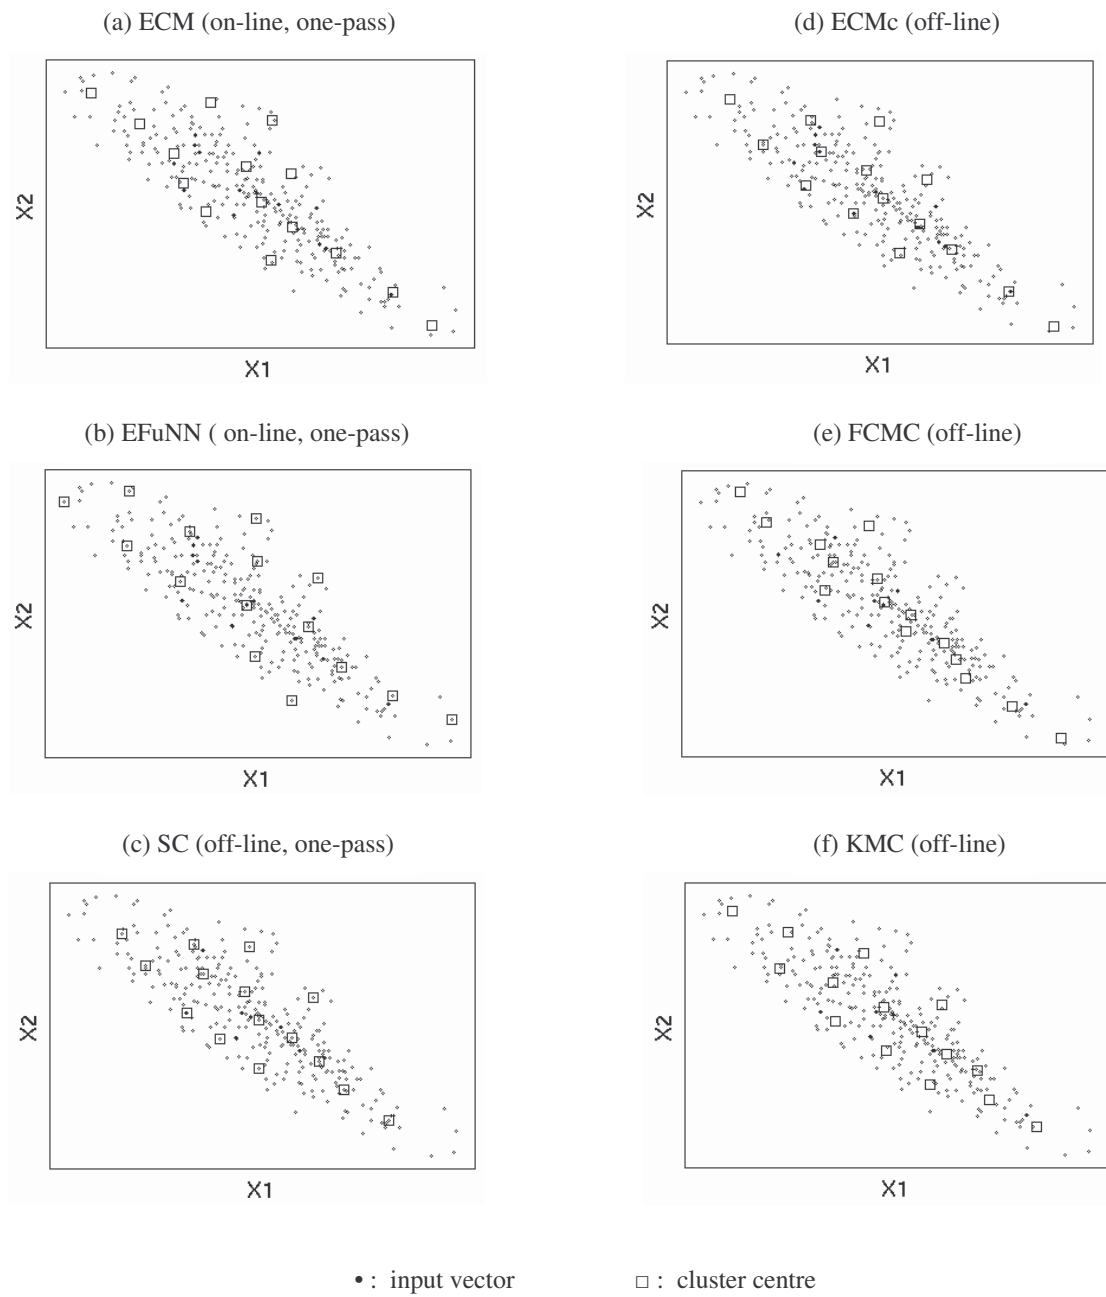 (a) ECM (on-line, one-pass)
(d) ECMc (off-line)
X2
X1
X2
X1
(b) EFuNN ( on-line, one-pass)
(e) FCMC (off-line)
X2
X1
X2
X1
(c) SC (off-line, one-pass)
(f) KMC (off-line)
X2
X1
X2
X1
• : input vector
□ : cluster centre